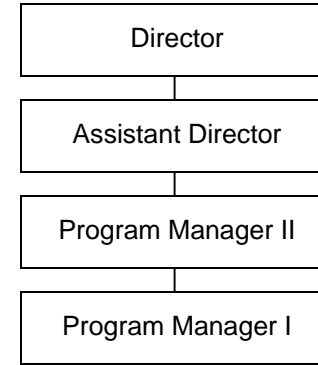 Director
Assistant Director
Program Manager II
Program Manager I